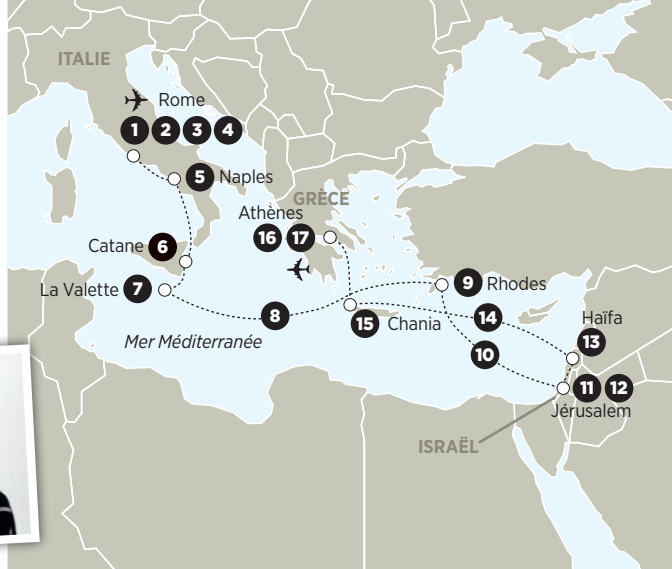 ITALIE
Rome
1 2 3 4
5 Naples
GRÈCE
Athènes
16 17
Catane 6
La Valette 7
9 Rhodes
8
14
Haïfa
13
15 Chania
Mer Méditerranée
10
11 12
Jérusalem
ISRAËL